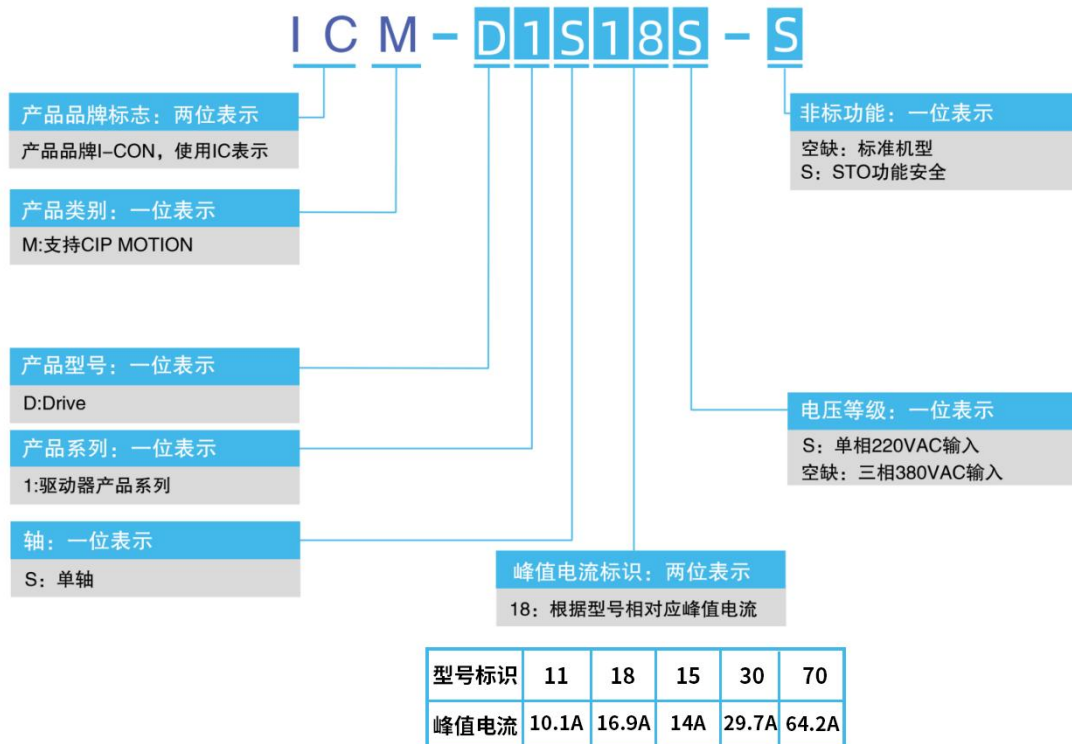 ICM-D1S18S-S
产品品牌标志：两位表示
产品品牌I-CON，使用IC表示
非标功能：一位表示
空缺：标准机型
S：STO功能安全
产品类别：一位表示
M:支持CIP MOTION
产品型号：一位表示
D:Drive
产品系列：一位表示
1:驱动器产品系列
电压等级：一位表示
S：单相220VAC输入
空缺：三相380VAC输入
轴：一位表示
S：单轴
峰值电流标识：两位表示
18：根据型号相对应峰值电流
型号标识 11 18 15 30 70
峰值电流 10.1A 16.9A 14A 29.7A 64.2A